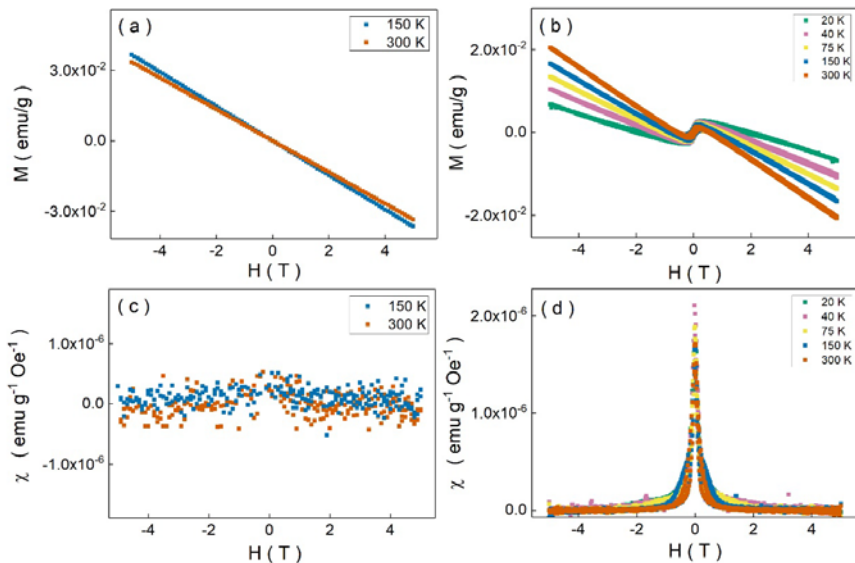 ( a )
150 K
300 K
3.0x10⁻²
0.0
-3.0x10⁻²
M ( emu/g )
-4 -2 0 2 4
H ( T )
( b )
20 K
40 K
75 K
150 K
300 K
2.0x10⁻²
0.0
-2.0x10⁻²
M ( emu/g )
-4 -2 0 2 4
H ( T )
( c )
150 K
300 K
1.0x10⁻⁶
0.0
-1.0x10⁻⁶
χ ( emu g⁻¹ Oe⁻¹ )
-4 -2 0 2 4
H ( T )
( d )
20 K
40 K
75 K
150 K
300 K
2.0x10⁻⁶
1.0x10⁻⁶
0.0
χ ( emu g⁻¹ Oe⁻¹ )
-4 -2 0 2 4
H ( T )